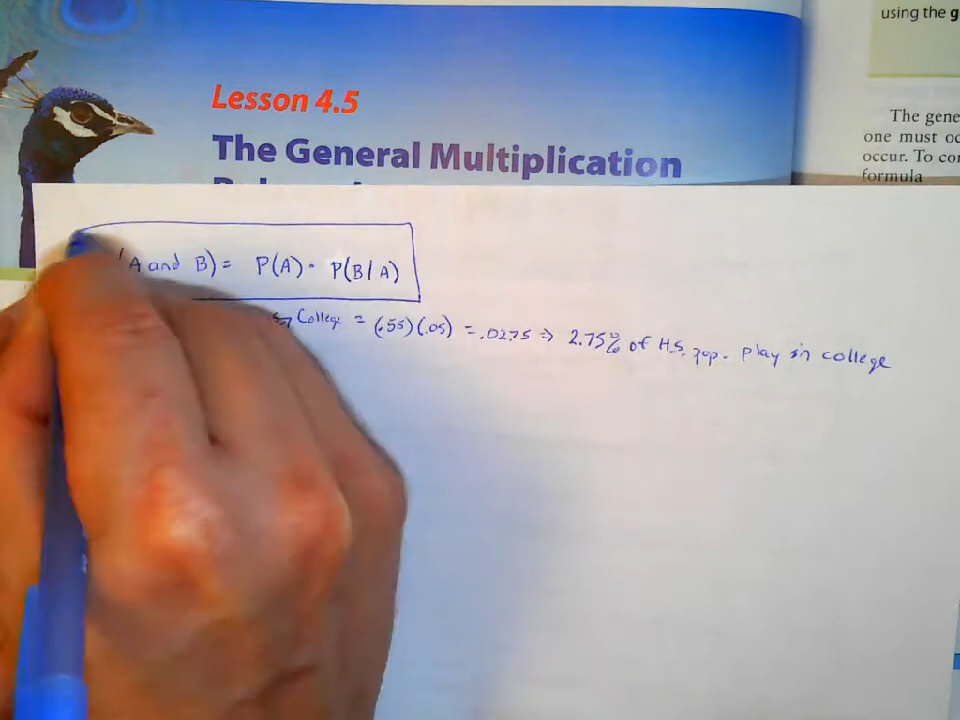 using the g
Lesson 4.5
The General Multiplication
The gene
one must oc
occur. To con
formula
(A and B) = P(A) · P(B|A)
College = (.55)(.05) = .0275 ⇒ 2.75% of H.S. pop. play in college